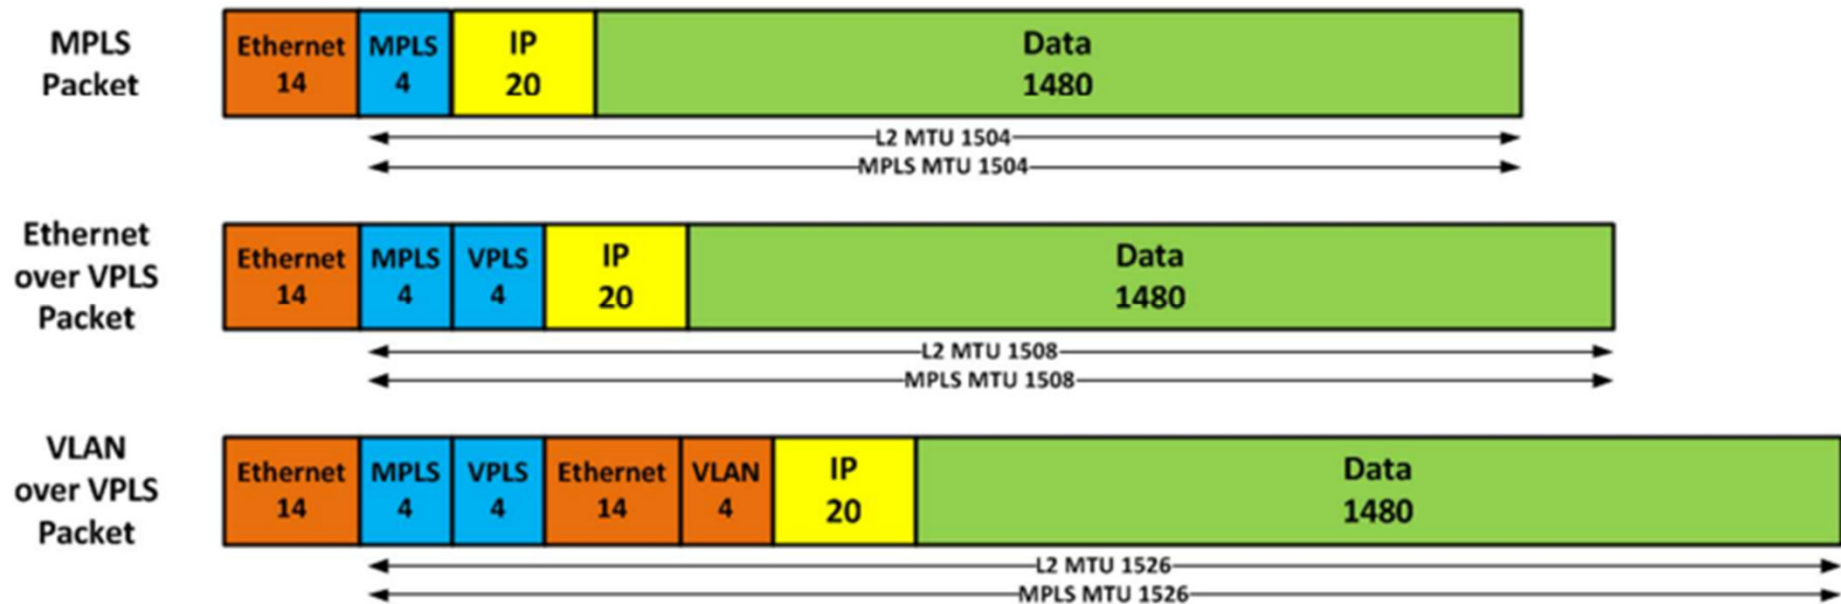 MPLS
Packet
Ethernet
14
MPLS
4
IP
20
Data
1480
L2 MTU 1504
MPLS MTU 1504
Ethernet
over VPLS
Packet
Ethernet
14
MPLS
4
VPLS
4
IP
20
Data
1480
L2 MTU 1508
MPLS MTU 1508
VLAN
over VPLS
Packet
Ethernet
14
MPLS
4
VPLS
4
Ethernet
14
VLAN
4
IP
20
Data
1480
L2 MTU 1526
MPLS MTU 1526